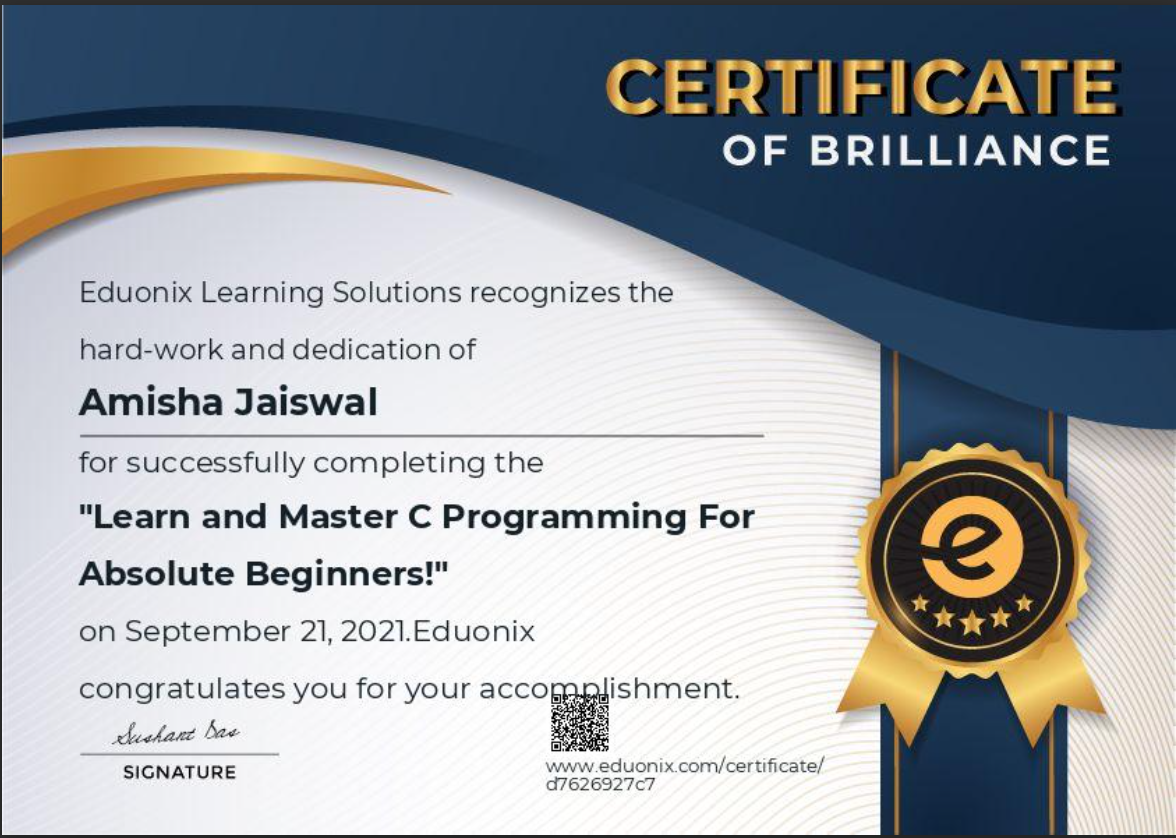 CERTIFICATE
OF BRILLIANCE
Eduonix Learning Solutions recognizes the
hard-work and dedication of
Amisha Jaiswal
for successfully completing the
"Learn and Master C Programming For
Absolute Beginners!"
on September 21, 2021.Eduonix
congratulates you for your accomplishment.
Sushant Das
SIGNATURE
www.eduonix.com/certificate/
d7626927c7
e